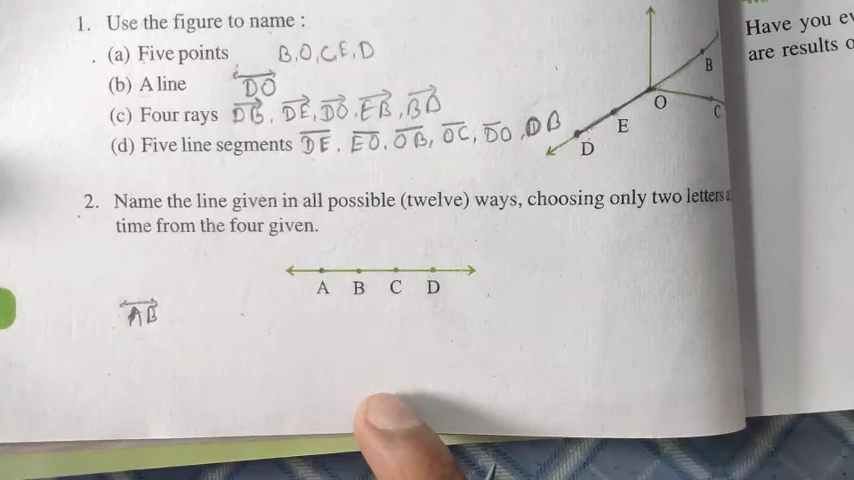 1. Use the figure to name :
(a) Five points B,O,C,E,D
(b) A line DO
(c) Four rays DB, DE, DO, EB, BD
(d) Five line segments DE, EO, OB, OC, DO, DB
B
O
C
E
D
2. Name the line given in all possible (twelve) ways, choosing only two letters
time from the four given.
A B C D
AB
Have you
are results